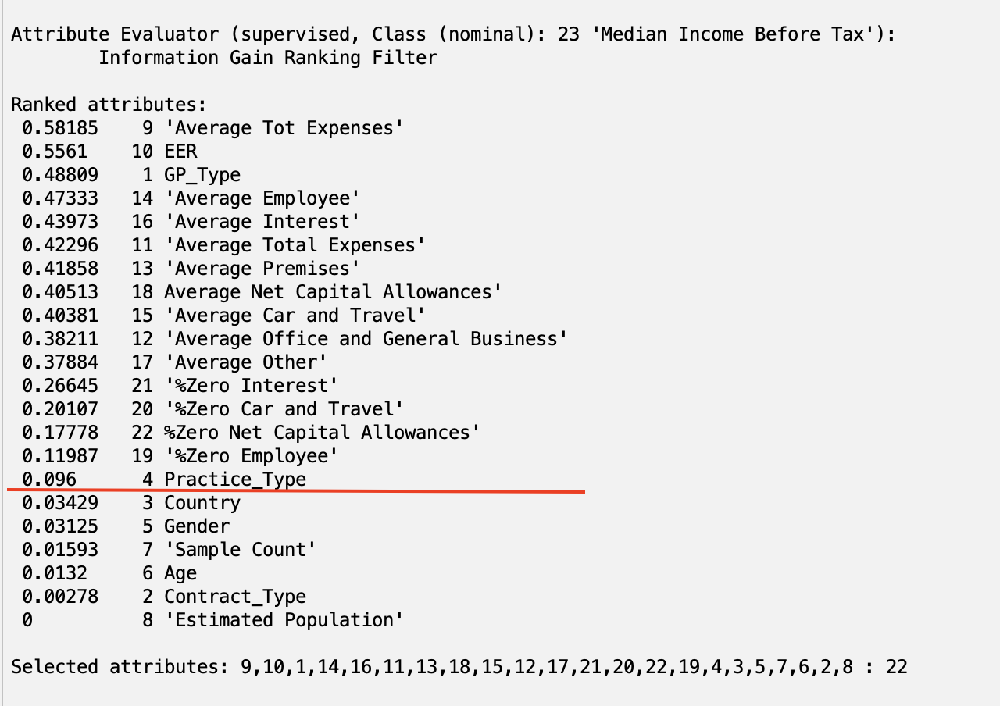 Attribute Evaluator (supervised, Class (nominal): 23 'Median Income Before Tax'):
Information Gain Ranking Filter
Ranked attributes:
0.58185 9 'Average Tot Expenses'
0.5561 10 EER
0.48809 1 GP_Type
0.47333 14 'Average Employee'
0.43973 16 'Average Interest'
0.42296 11 'Average Total Expenses'
0.41858 13 'Average Premises'
0.40513 18 Average Net Capital Allowances'
0.40381 15 'Average Car and Travel'
0.38211 12 'Average Office and General Business'
0.37884 17 'Average Other'
0.26645 21 '%Zero Interest'
0.20107 20 '%Zero Car and Travel'
0.17778 22 %Zero Net Capital Allowances'
0.11987 19 '%Zero Employee'
0.096 4 Practice_Type
0.03429 3 Country
0.03125 5 Gender
0.01593 7 'Sample Count'
0.0132 6 Age
0.00278 2 Contract_Type
0 8 'Estimated Population'
Selected attributes: 9,10,1,14,16,11,13,18,15,12,17,21,20,22,19,4,3,5,7,6,2,8 : 22